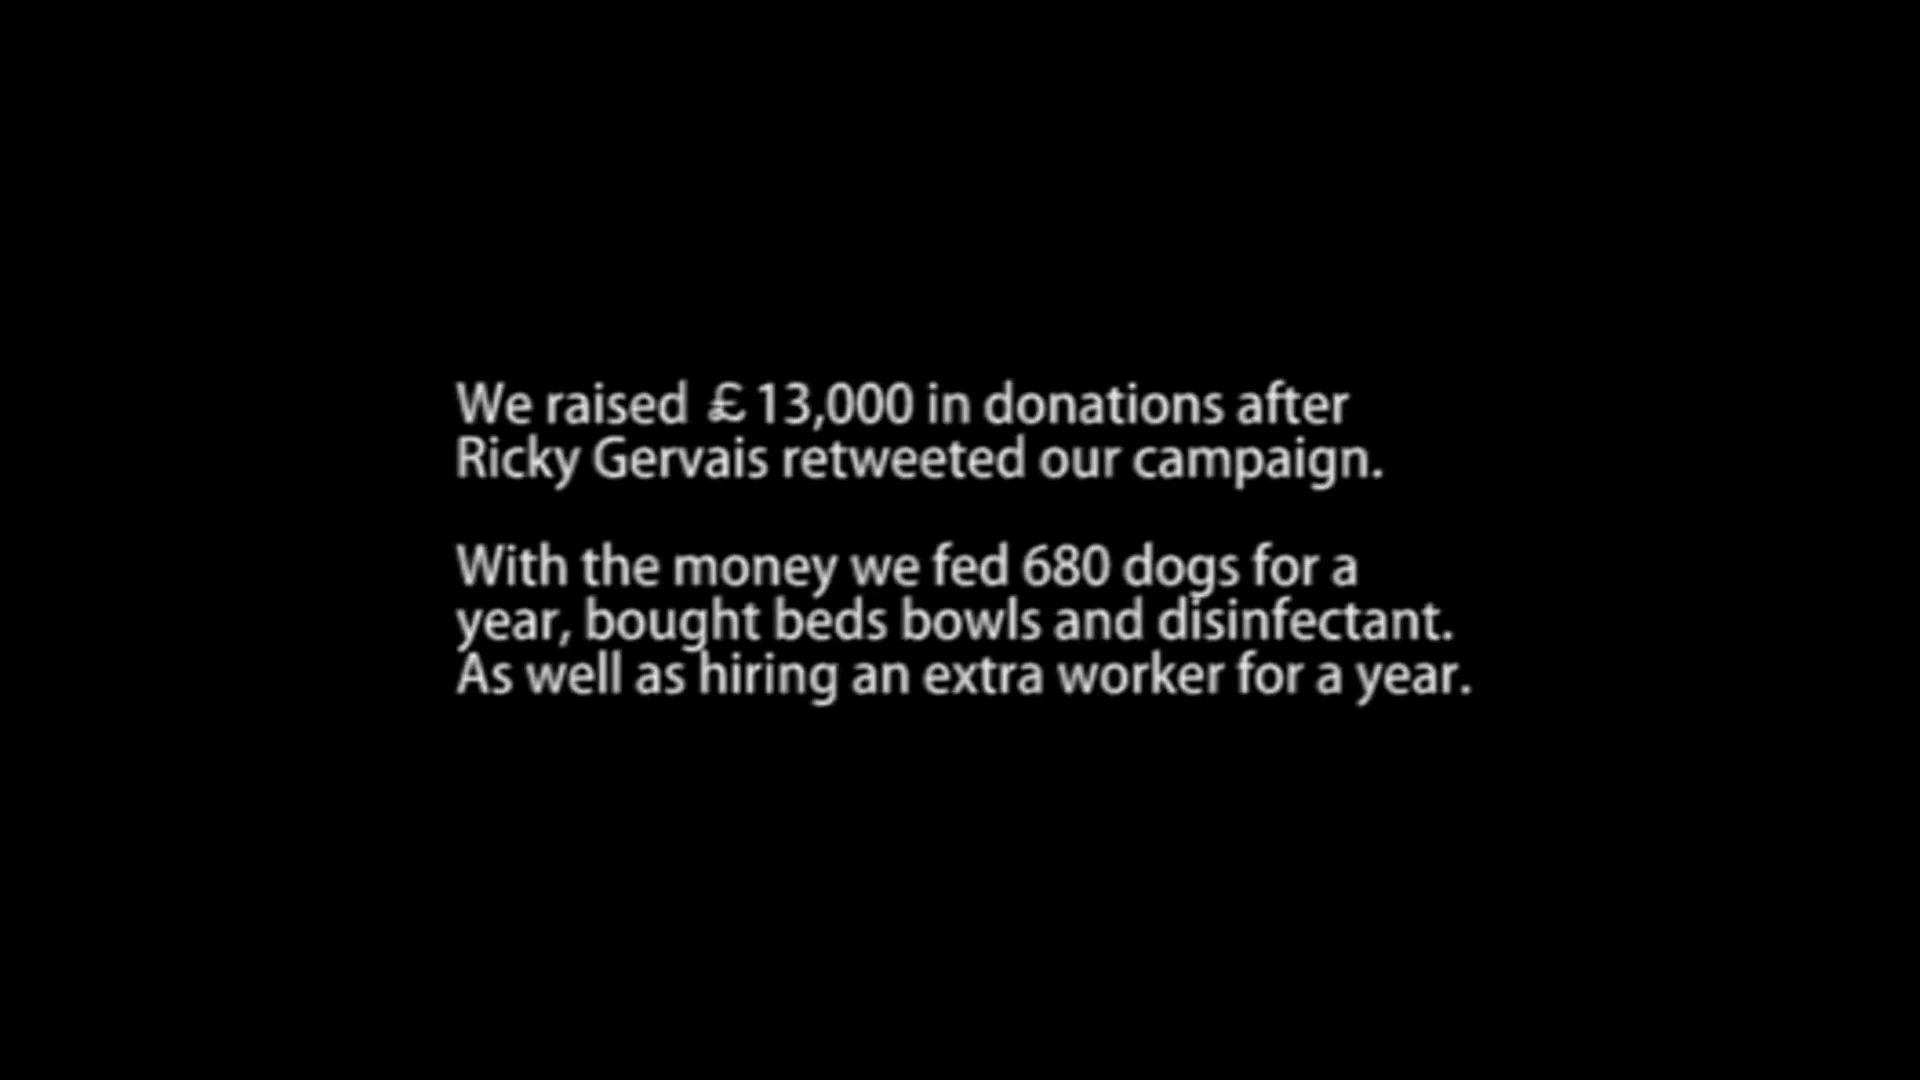 We raised £13,000 in donations after
Ricky Gervais retweeted our campaign.
With the money we fed 680 dogs for a
year, bought beds bowls and disinfectant.
As well as hiring an extra worker for a year.